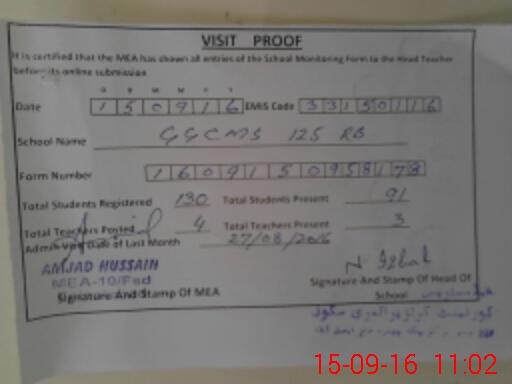 VISIT PROOF
It is certified that the MEA has shown all entries of the School Monitoring Form to the Head Teacher
before its online submission
D D M M Y Y
Date 1 5 0 9 1 6 EMIS Code 3 3 1 5 0 1 1 6
School Name GGCMS 125 RB
Form Number 1 6 0 9 1 5 0 9 5 8 1 7 8
Total Students Registered 130 Total Students Present 91
Total Teachers Posted 4 Total Teachers Present 3
Admin Visit Date of Last Month 27/08/2016
AMJAD HUSSAIN
MEA-10/Fsd
Signature And Stamp Of MEA
N. Iqbal
Signature And Stamp Of Head Of
School
گورنمنٹ گرلز
15-09-16 11:02